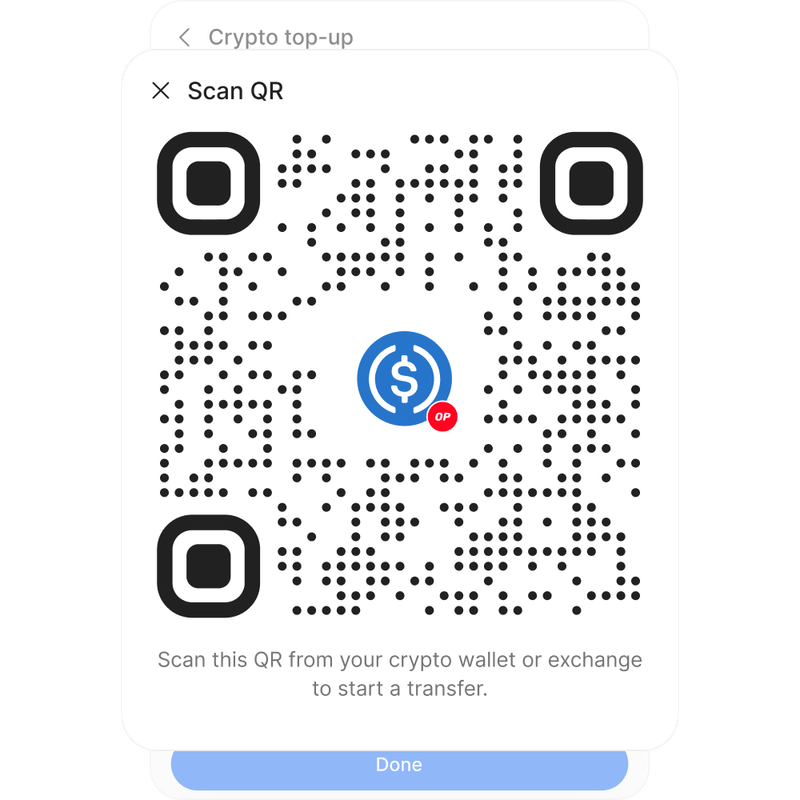 Crypto top-up
Scan QR
$
OP
Scan this QR from your crypto wallet or exchange
to start a transfer.
Done